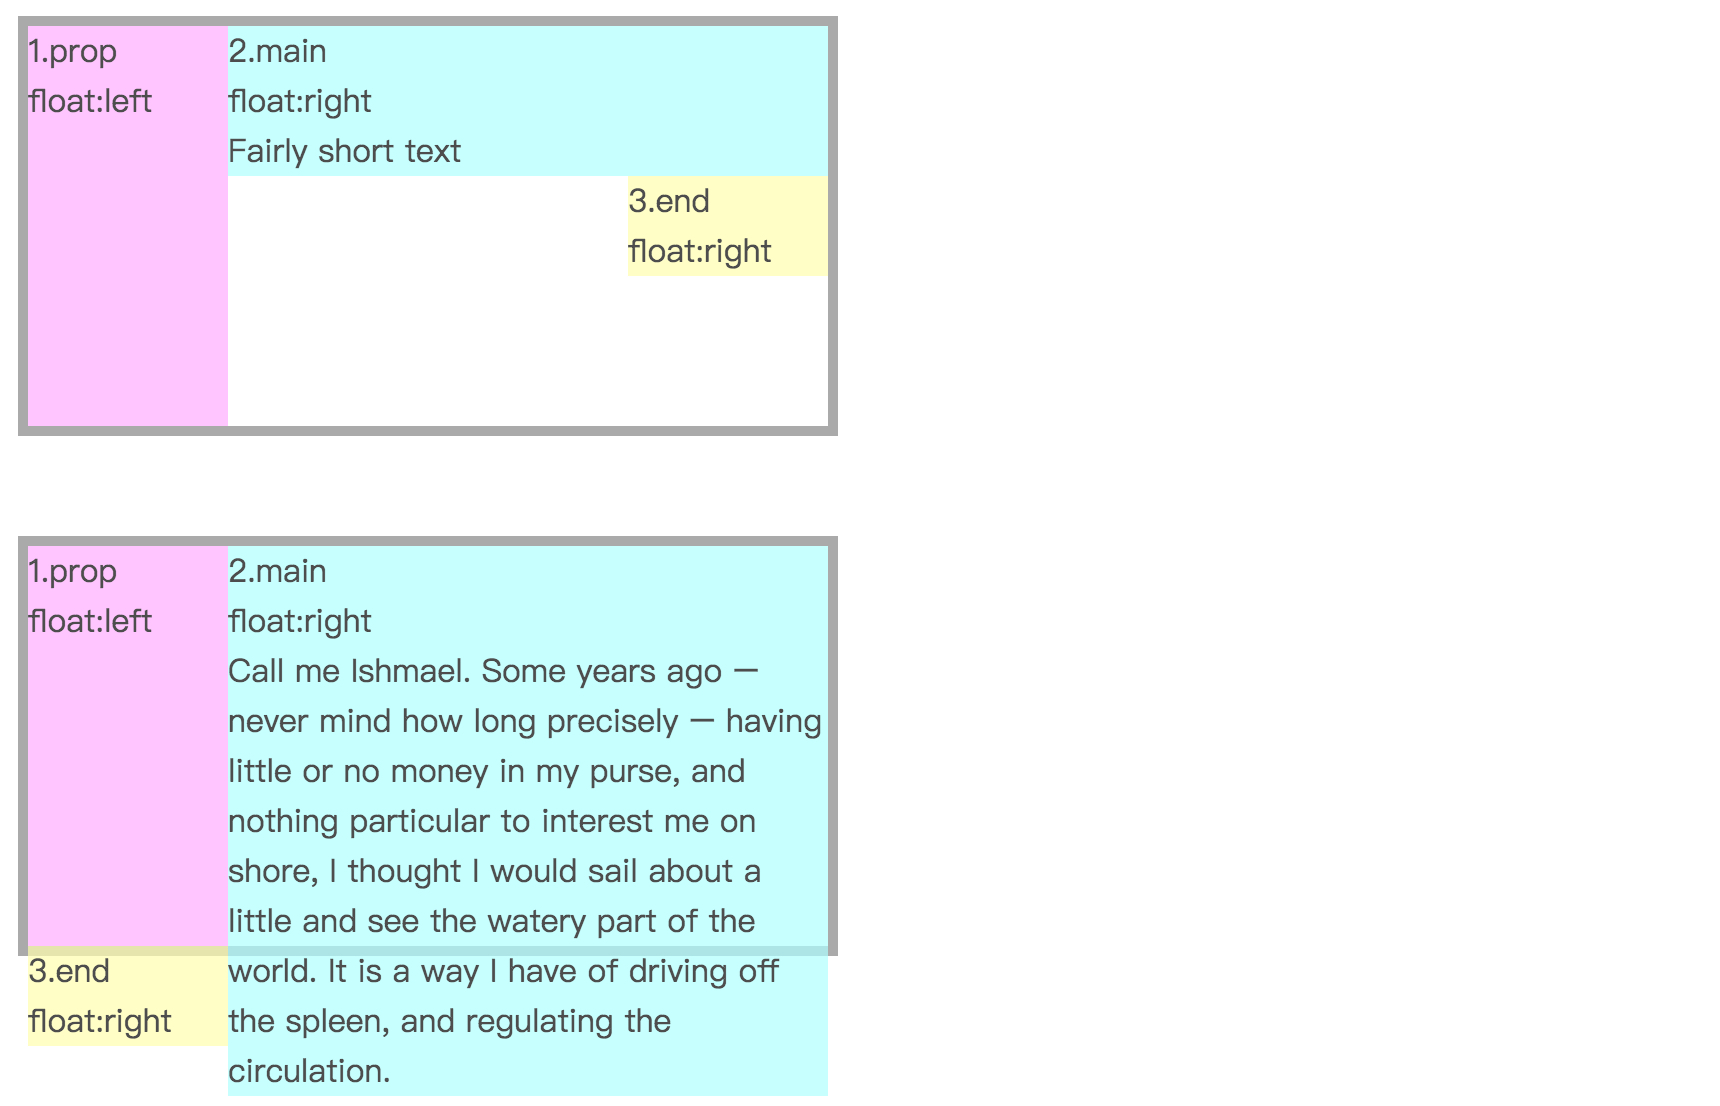 1.prop
float:left
2.main
float:right
Fairly short text
3.end
float:right
1.prop
float:left
2.main
float:right
Call me Ishmael. Some years ago —
never mind how long precisely — having
little or no money in my purse, and
nothing particular to interest me on
shore, I thought I would sail about a
little and see the watery part of the
world. It is a way I have of driving off
the spleen, and regulating the
circulation.
3.end
float:right